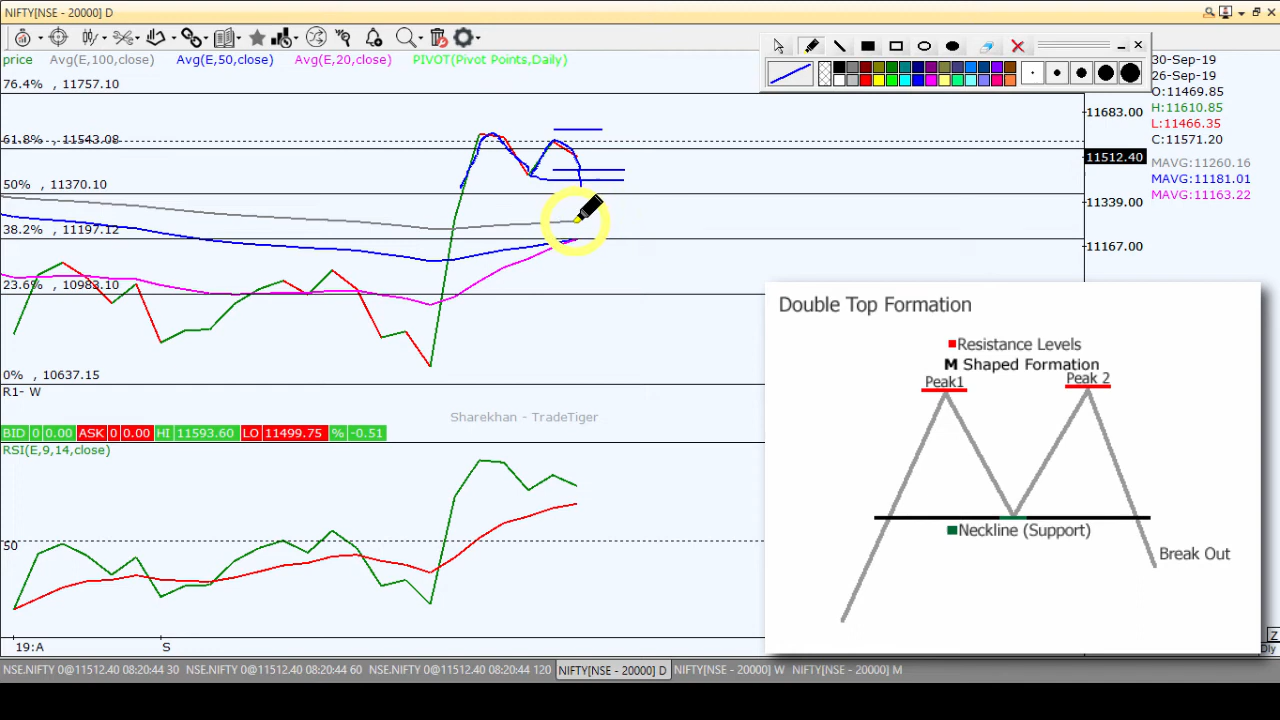 NIFTY[NSE - 20000] D
price Avg(E,100,close) Avg(E,50,close) Avg(E,20,close) PIVOT(Pivot Points,Daily)
76.4% , 11757.10
61.8% , 11543.08
50% , 11370.10
38.2% , 11197.12
23.6% , 10983.10
0% , 10637.15
R1- W
Sharekhan - TradeTiger
BID 0 0.00 ASK 0 0.00 HI 11593.60 LO 11499.75 % -0.51
RSI(E,9,14,close)
50
19:A S
11683.00
11512.40
11339.00
11167.00
30-Sep-19
26-Sep-19
O:11469.85
H:11610.85
L:11466.35
C:11571.20
MAVG:11260.16
MAVG:11181.01
MAVG:11163.22
Double Top Formation
Resistance Levels
M Shaped Formation
Peak1 Peak 2
Neckline (Support)
Break Out
Z
Dly
NSE.NIFTY 0@11512.40 08:20:44 30 NSE.NIFTY 0@11512.40 08:20:44 60 NSE.NIFTY 0@11512.40 08:20:44 120 NIFTY[NSE - 20000] D NIFTY[NSE - 20000] W NIFTY[NSE - 20000] M